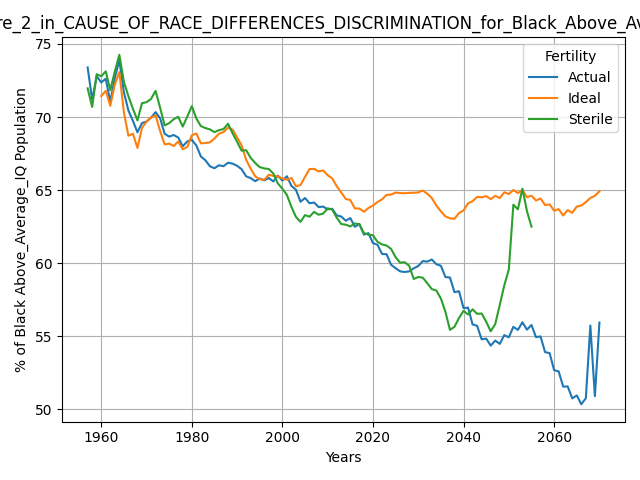 re_2_in_CAUSE_OF_RACE_DIFFERENCES_DISCRIMINATION_for_Black_Above_Av
Fertility
Actual
Ideal
Sterile
% of Black Above_Average_IQ Population
75
70
65
60
55
50
1960
1980
2000
2020
2040
2060
Years